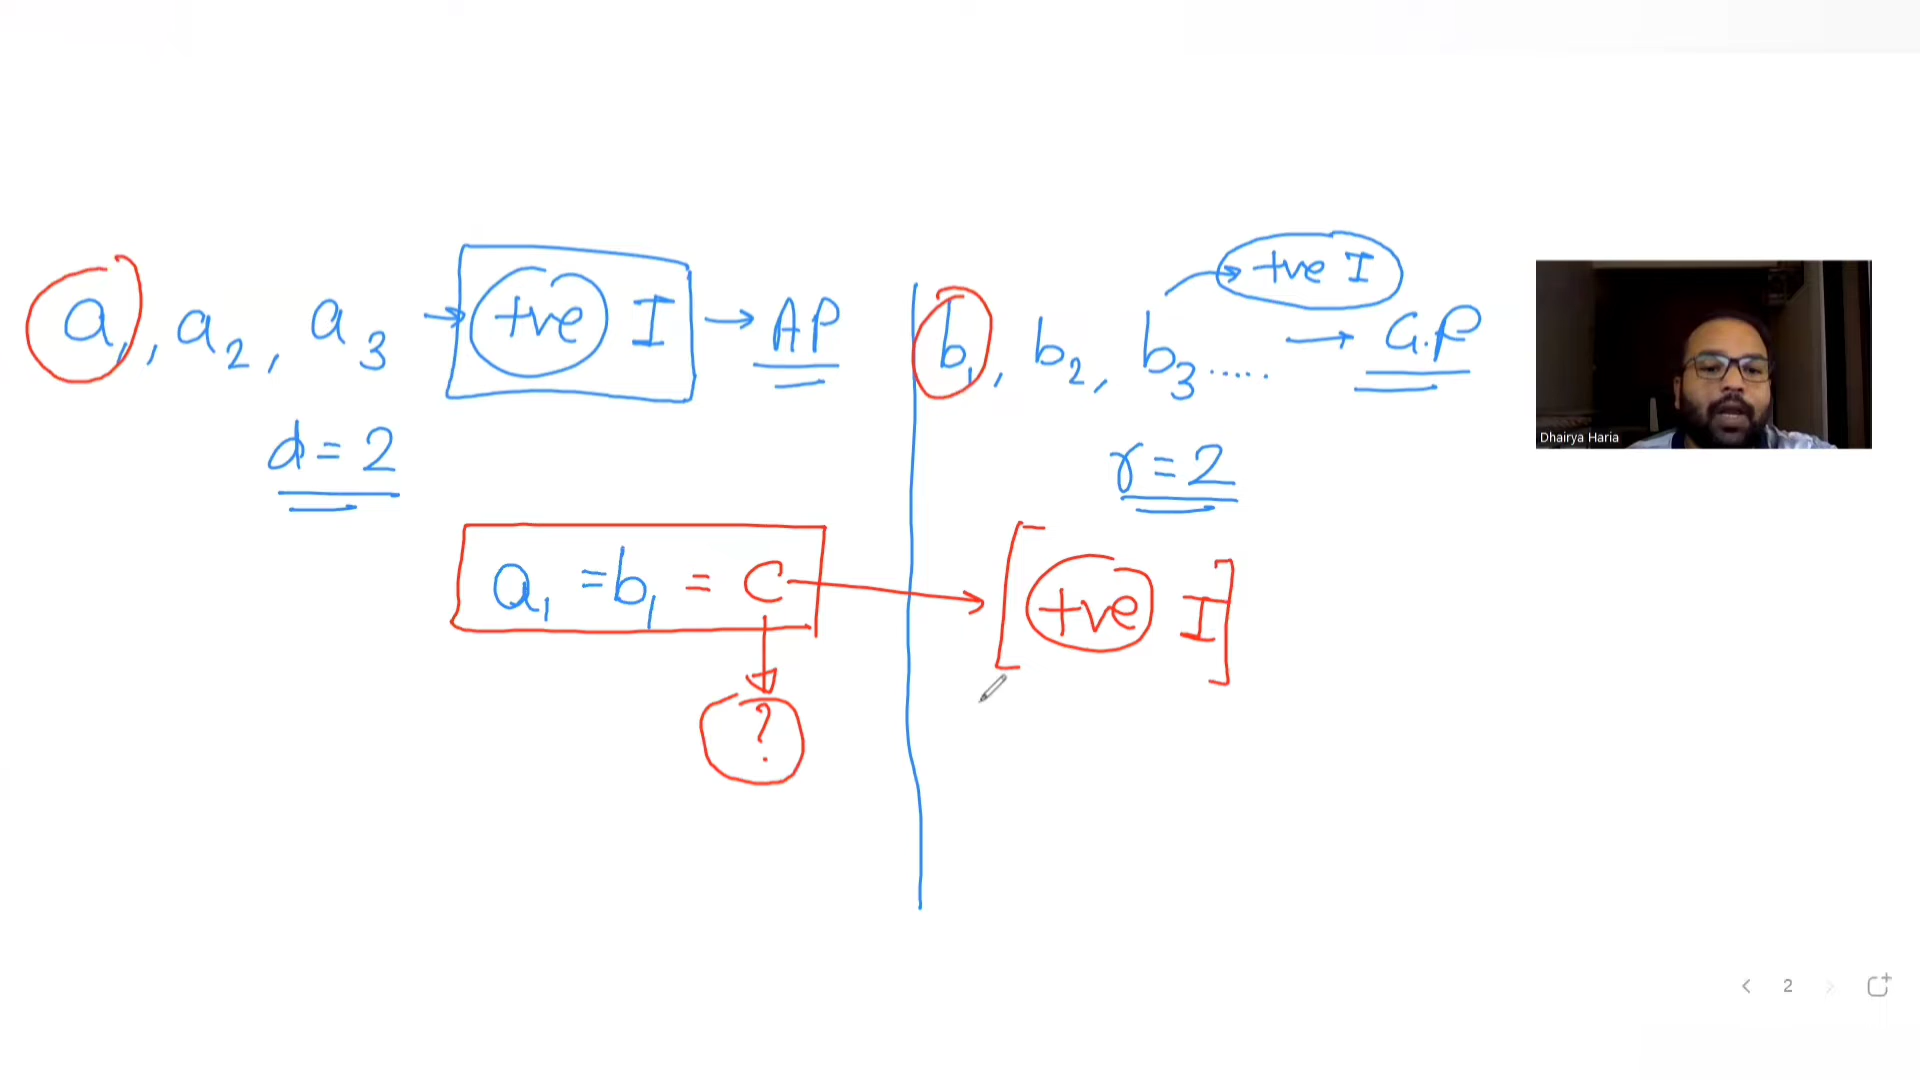 a₁, a₂, a₃ → +ve I → AP
d = 2
a₁ = b₁ = C → [+ve I]
?
→ +ve I
b₁, b₂, b₃ ..... → G.P
r = 2
Dhairya Haria
2